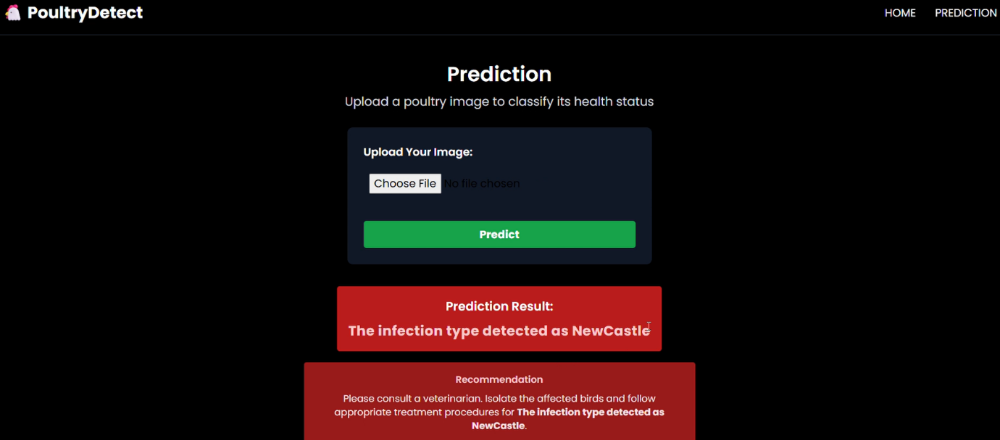 PoultryDetect
HOME
PREDICTION
Prediction
Upload a poultry image to classify its health status
Upload Your Image:
Choose File No file chosen
Predict
Prediction Result:
The infection type detected as NewCastle
Recommendation
Please consult a veterinarian. Isolate the affected birds and follow
appropriate treatment procedures for The infection type detected as
NewCastle.